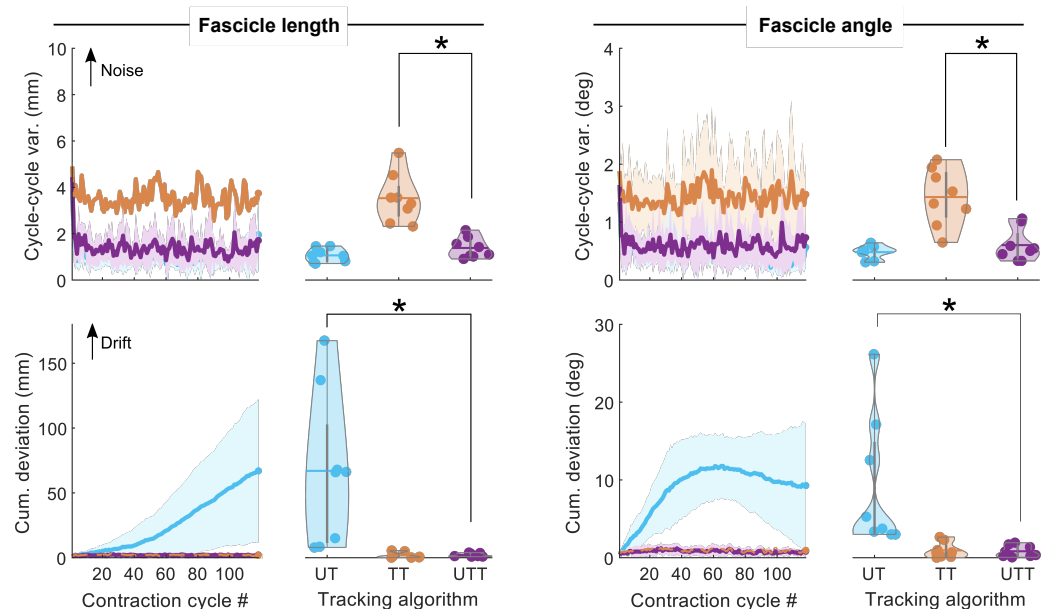 Fascicle length
Fascicle angle
Cycle-cycle var. (mm)
10
8
6
4
2
0
Noise
*
Cycle-cycle var. (deg)
4
3
2
1
0
*
Cum. deviation (mm)
150
100
50
0
Drift
*
20 40 60 80 100
Contraction cycle #
UT TT UTT
Tracking algorithm
Cum. deviation (deg)
30
20
10
0
*
20 40 60 80 100
Contraction cycle #
UT TT UTT
Tracking algorithm